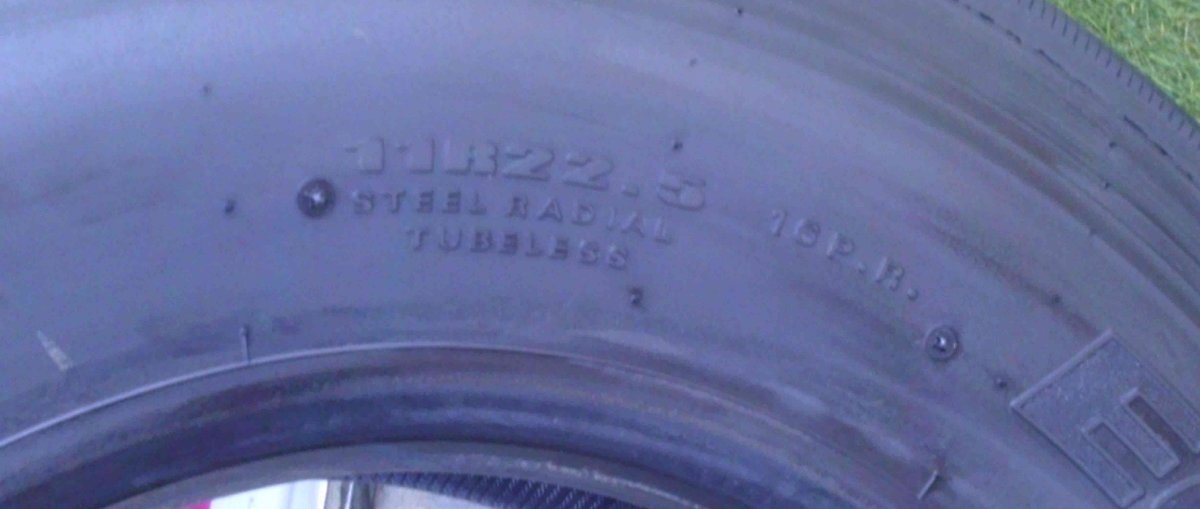 11R22.5
STEEL RADIAL
TUBELESS
16P.R.